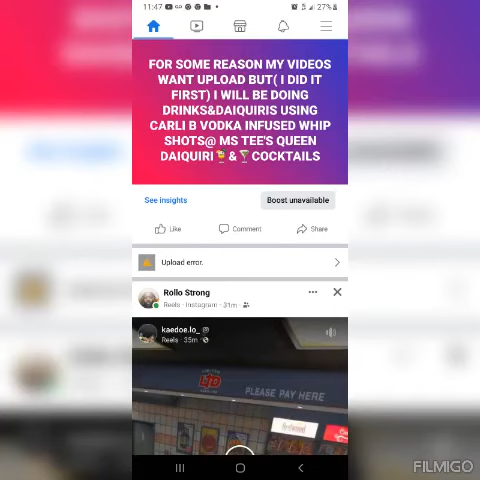 11:47 27%
FOR SOME REASON MY VIDEOS
WANT UPLOAD BUT( I DID IT
FIRST) I WILL BE DOING
DRINKS&DAIQUIRIS USING
CARLI B VODKA INFUSED WHIP
SHOTS@ MS TEE'S QUEEN
DAIQUIRI🍹&🍸COCKTAILS
See insights
Boost unavailable
Like Comment Share
Upload error.
Rollo Strong
Reels · Instagram · 31m ·
kaedoe.lo_
Reels · 35m ·
PLEASE PAY HERE
FILMIGO